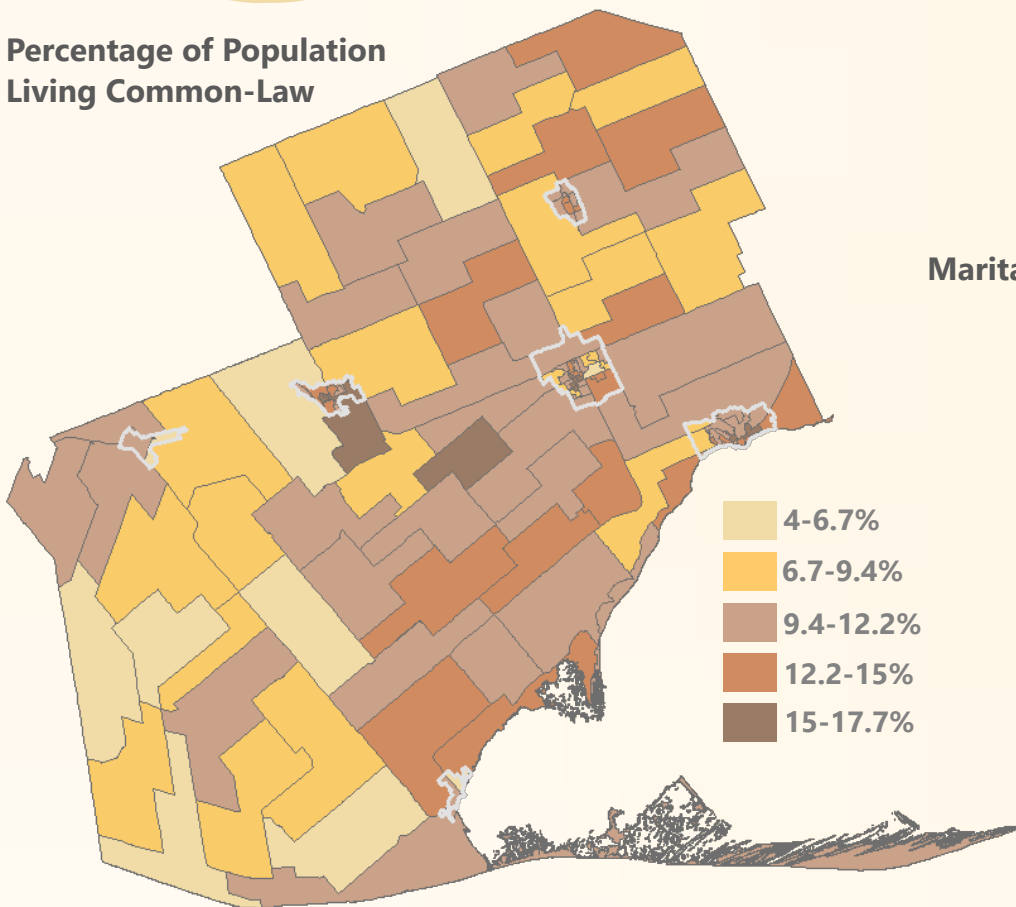 Percentage of Population
Living Common-Law
Marita
4-6.7%
6.7-9.4%
9.4-12.2%
12.2-15%
15-17.7%